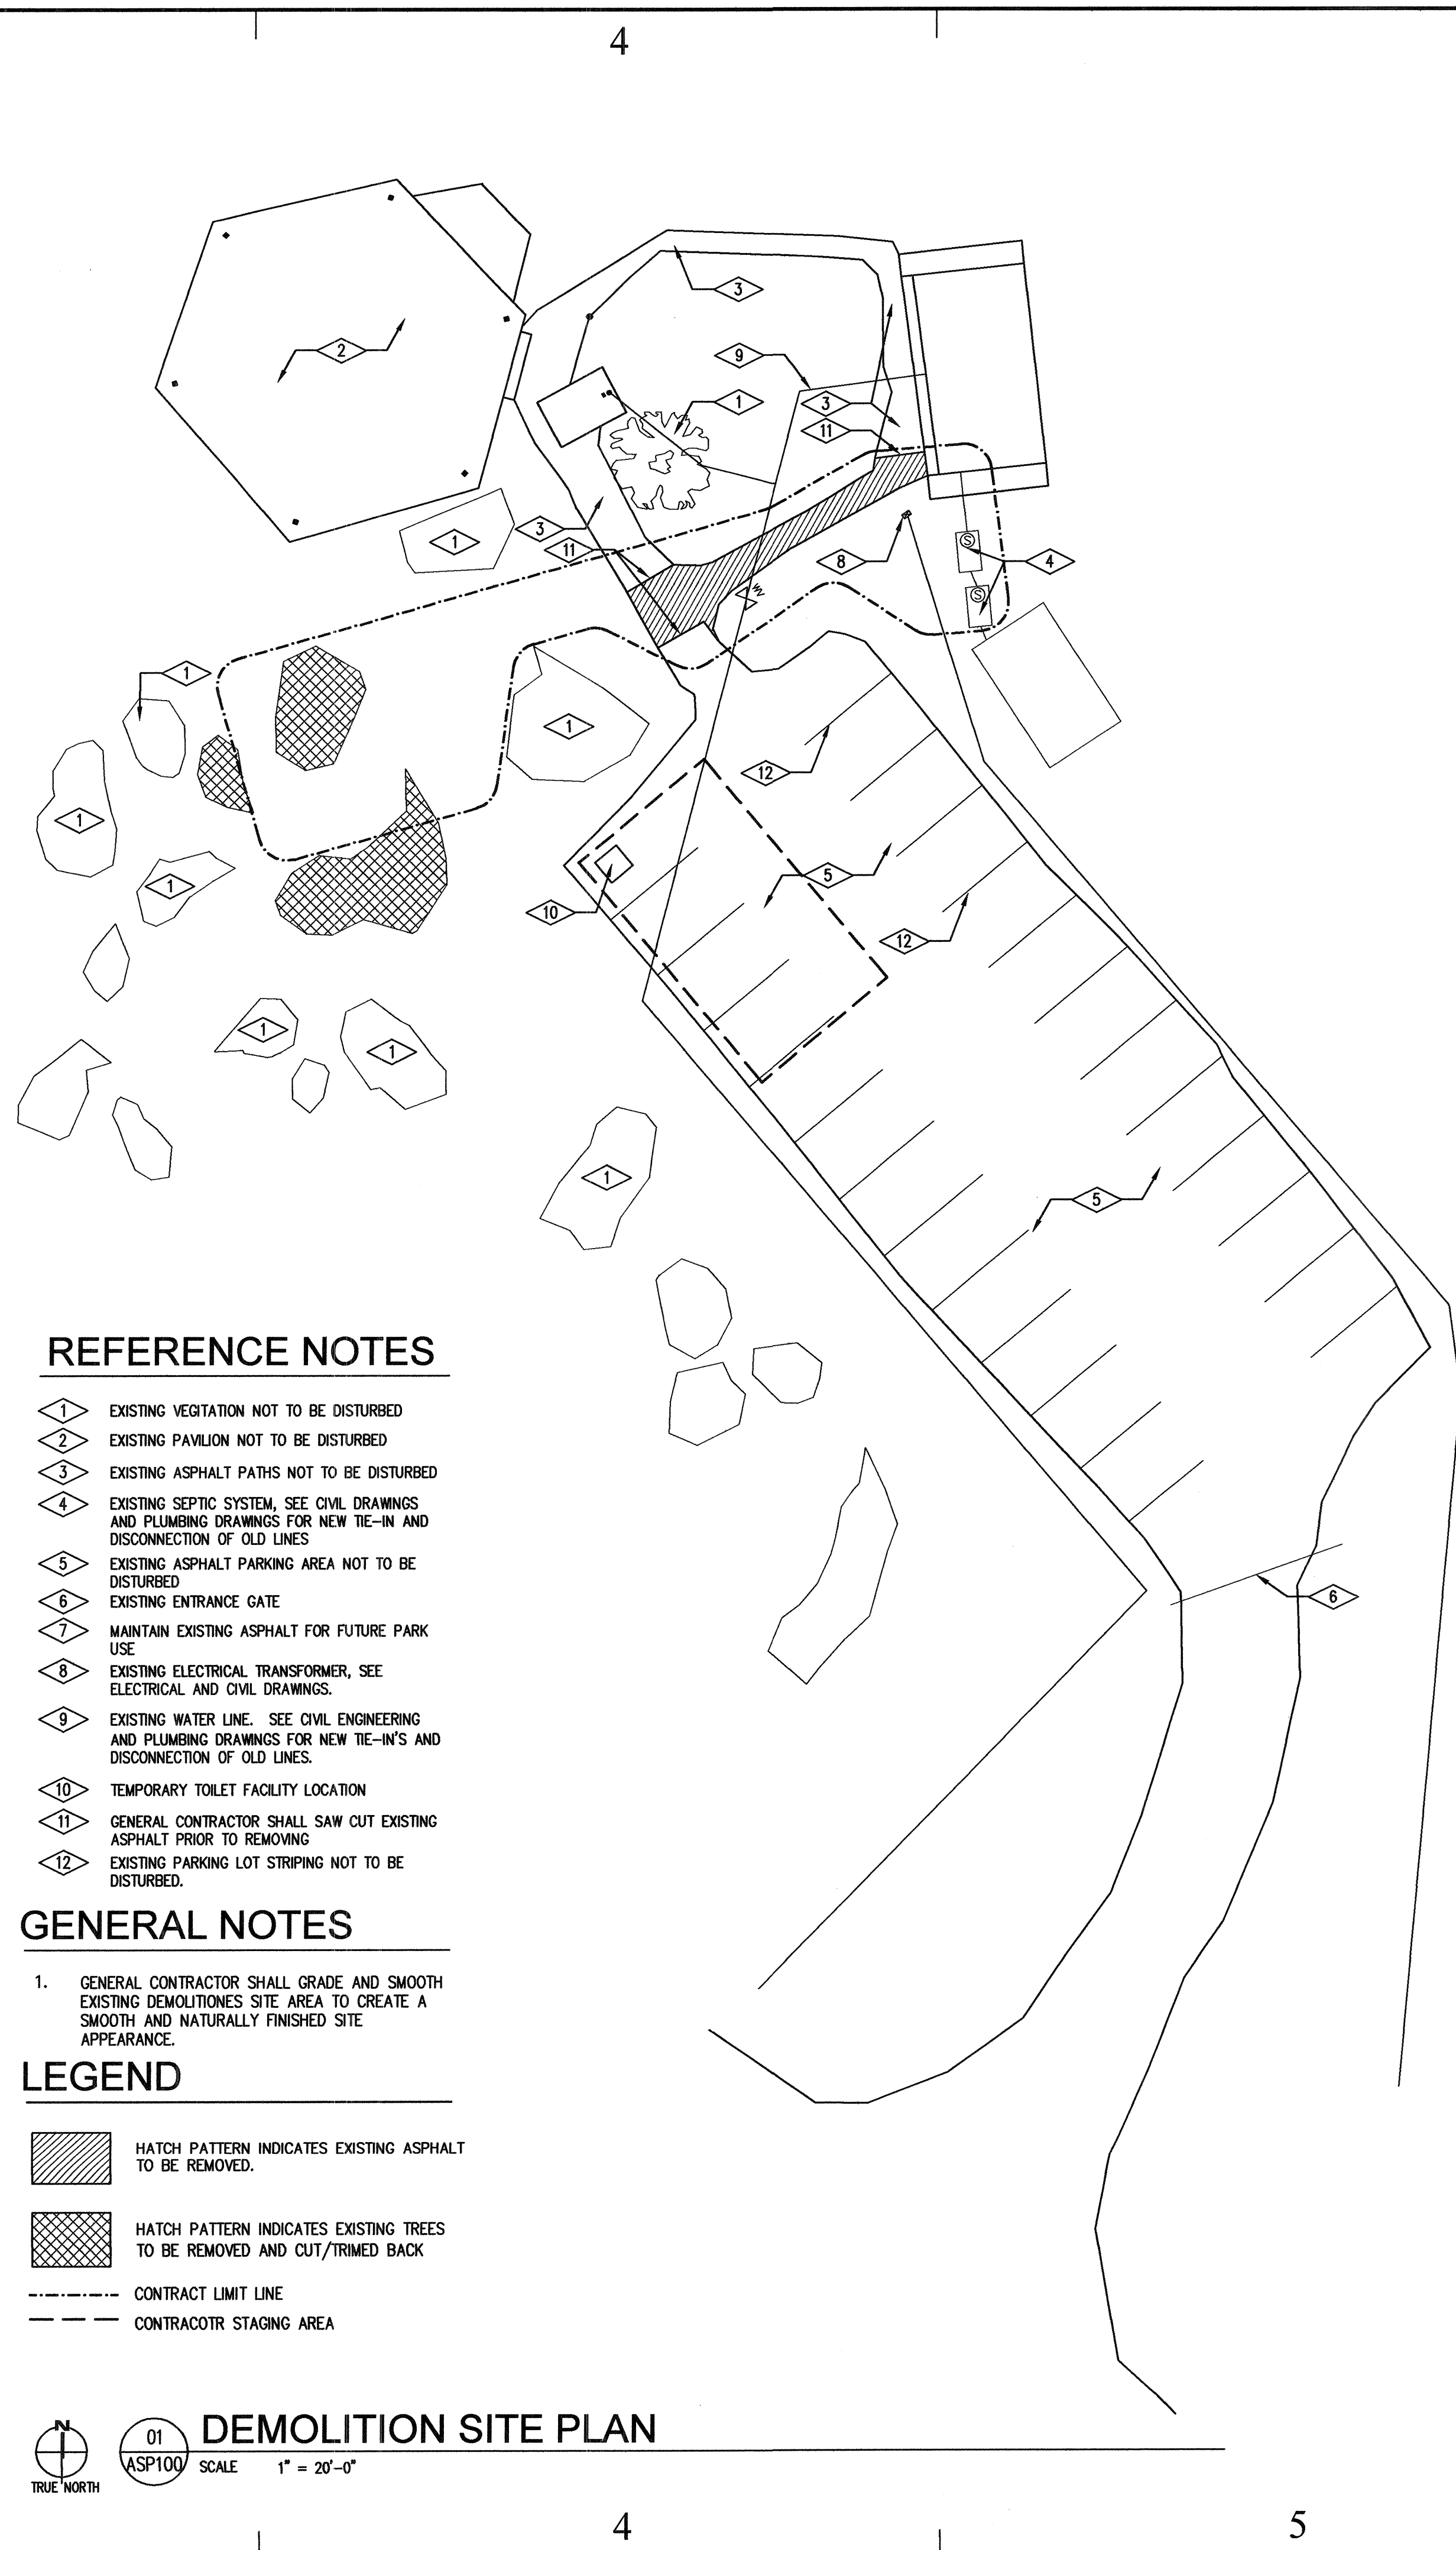 4
3
9
1
3
11
2
3
11
1
8
4
1
1
12
1
5
1
10
12
1
1
1
5
6
REFERENCE NOTES
1 EXISTING VEGITATION NOT TO BE DISTURBED
2 EXISTING PAVILION NOT TO BE DISTURBED
3 EXISTING ASPHALT PATHS NOT TO BE DISTURBED
4 EXISTING SEPTIC SYSTEM, SEE CIVIL DRAWINGS
AND PLUMBING DRAWINGS FOR NEW TIE-IN AND
DISCONNECTION OF OLD LINES
5 EXISTING ASPHALT PARKING AREA NOT TO BE
DISTURBED
6 EXISTING ENTRANCE GATE
7 MAINTAIN EXISTING ASPHALT FOR FUTURE PARK
USE
8 EXISTING ELECTRICAL TRANSFORMER, SEE
ELECTRICAL AND CIVIL DRAWINGS.
9 EXISTING WATER LINE. SEE CIVIL ENGINEERING
AND PLUMBING DRAWINGS FOR NEW TIE-IN'S AND
DISCONNECTION OF OLD LINES.
10 TEMPORARY TOILET FACILITY LOCATION
11 GENERAL CONTRACTOR SHALL SAW CUT EXISTING
ASPHALT PRIOR TO REMOVING
12 EXISTING PARKING LOT STRIPING NOT TO BE
DISTURBED.
GENERAL NOTES
1. GENERAL CONTRACTOR SHALL GRADE AND SMOOTH
EXISTING DEMOLITIONES SITE AREA TO CREATE A
SMOOTH AND NATURALLY FINISHED SITE
APPEARANCE.
LEGEND
HATCH PATTERN INDICATES EXISTING ASPHALT
TO BE REMOVED.
HATCH PATTERN INDICATES EXISTING TREES
TO BE REMOVED AND CUT/TRIMED BACK
CONTRACT LIMIT LINE
CONTRACOTR STAGING AREA
N
TRUE NORTH
01
ASP100
DEMOLITION SITE PLAN
SCALE 1" = 20'-0"
4
5